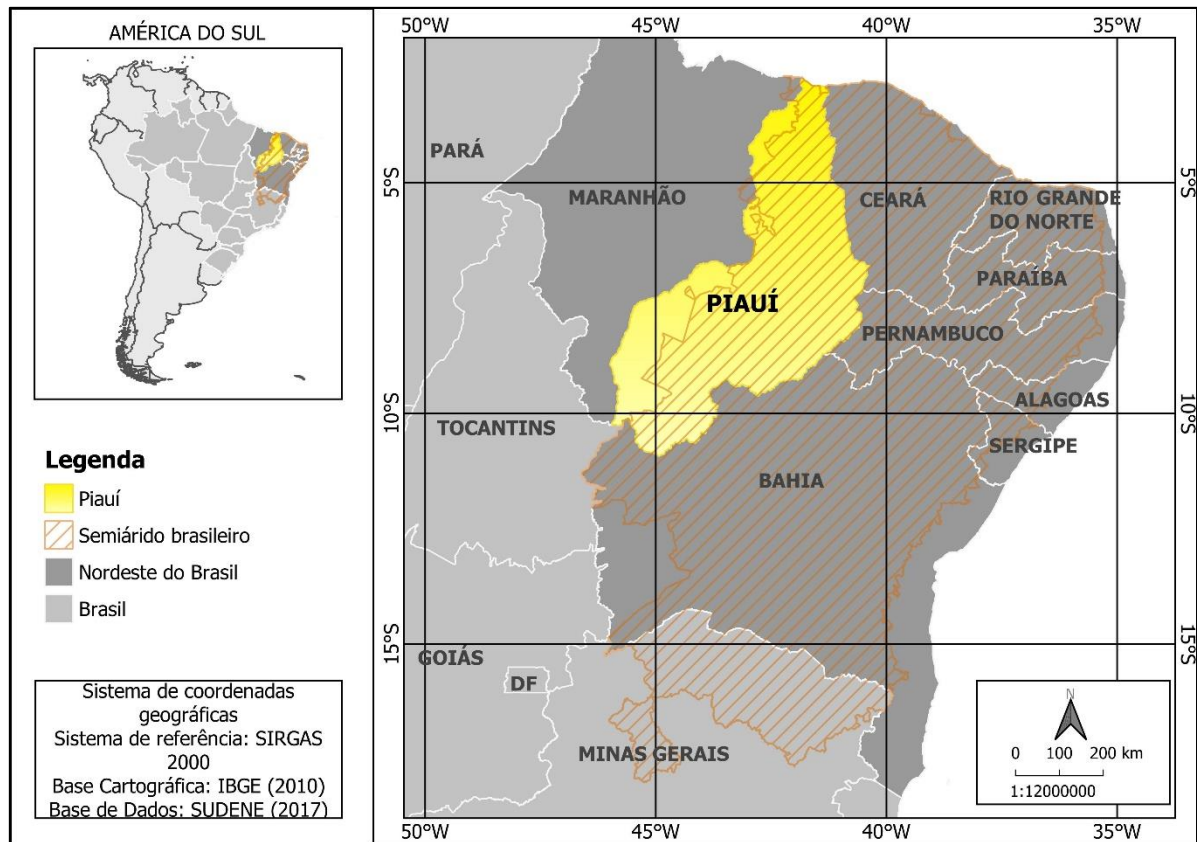 AMÉRICA DO SUL
Legenda
Piauí
Semiárido brasileiro
Nordeste do Brasil
Brasil
Sistema de coordenadas
geográficas
Sistema de referência: SIRGAS
2000
Base Cartográfica: IBGE (2010)
Base de Dados: SUDENE (2017)
50°W 45°W 40°W 35°W
PARÁ
5°S 5°S
MARANHÃO
CEARÁ
RIO GRANDE
DO NORTE
PARAÍBA
PIAUÍ
PERNAMBUCO
ALAGOAS
10°S 10°S
TOCANTINS
SERGIPE
BAHIA
15°S 15°S
GOIÁS
DF
MINAS GERAIS
N
0 100 200 km
1:12000000
50°W 45°W 40°W 35°W